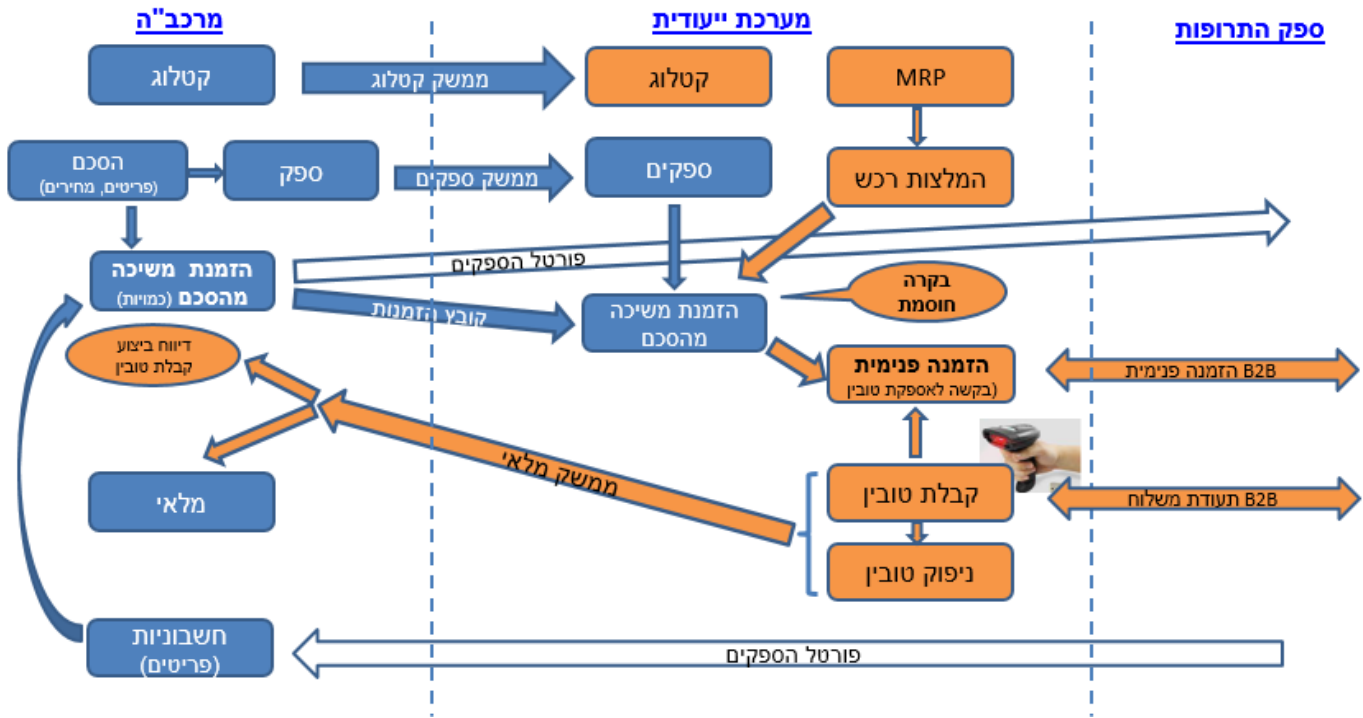 מרכב"ה
מערכת ייעודית
ספק התרופות
קטלוג
ממשק קטלוג
קטלוג
MRP
הסכם
(פריטים, מחירים)
ספק
ממשק ספקים
ספקים
המלצות רכש
פורטל הספקים
הזמנת משיכה
מהסכם (כמויות)
קובץ הזמנות
הזמנת משיכה
מהסכם
בקרה
חוסמת
דיווח ביצוע
קבלת טובין
הזמנה פנימית
(בקשה לאספקת טובין
B2B הזמנה פנימית
ממשק מלאי
מלאי
קבלת טובין
B2B תעודת משלוח
ניפוק טובין
חשבוניות
(פריטים)
פורטל הספקים